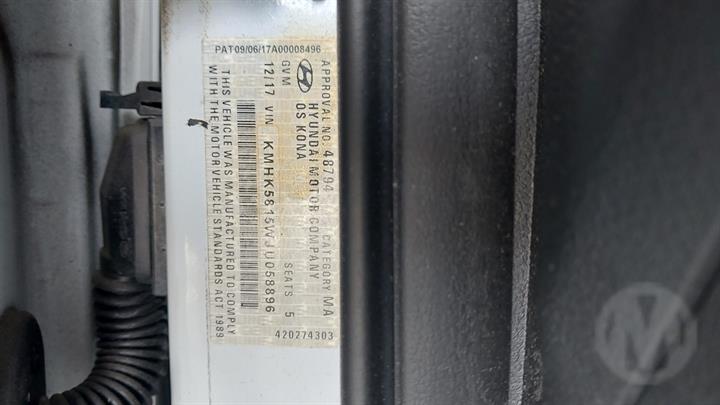 APPROVAL NO. 48794 CATEGORY MA
HYUNDAI MOTOR COMPANY
OS KONA
GVM SEATS 5
12/17 VIN KMHK5815WJU058896
THIS VEHICLE WAS MANUFACTURED TO COMPLY
WITH THE MOTOR VEHICLE STANDARDS ACT 1989
PAT09/06/17A00008496
420274303
M